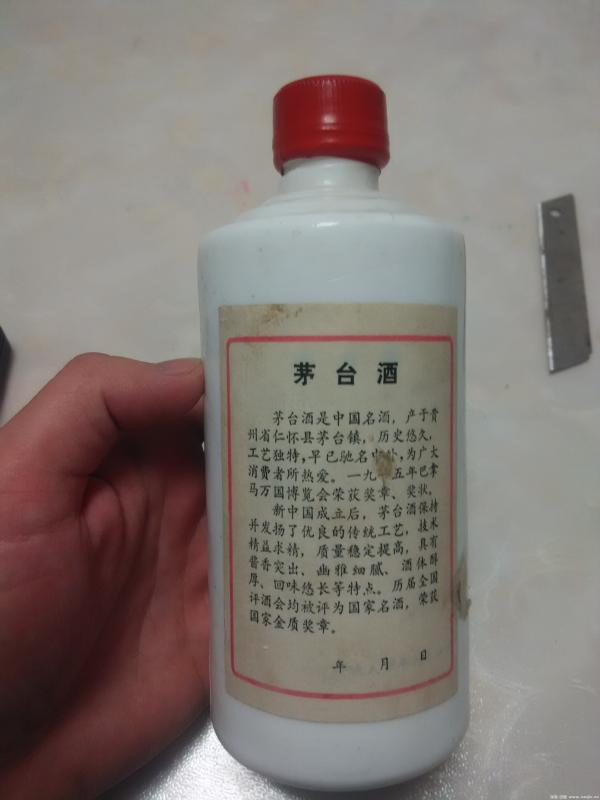 茅台酒
茅台酒是中国名酒，产于贵
州省仁怀县茅台镇，历史悠久，
工艺独特，早已驰名中外，为广大
消费者所热爱。一九一五年巴拿
马万国博览会荣获奖章、奖状。
新中国成立后，茅台酒保持
并发扬了优良的传统工艺，技术
精益求精，质量稳定提高，具有
酱香突出、幽雅细腻、酒体醇
厚、回味悠长等特点。历届全国
评酒会均被评为国家名酒，荣获
国家金质奖章。
年 月 日